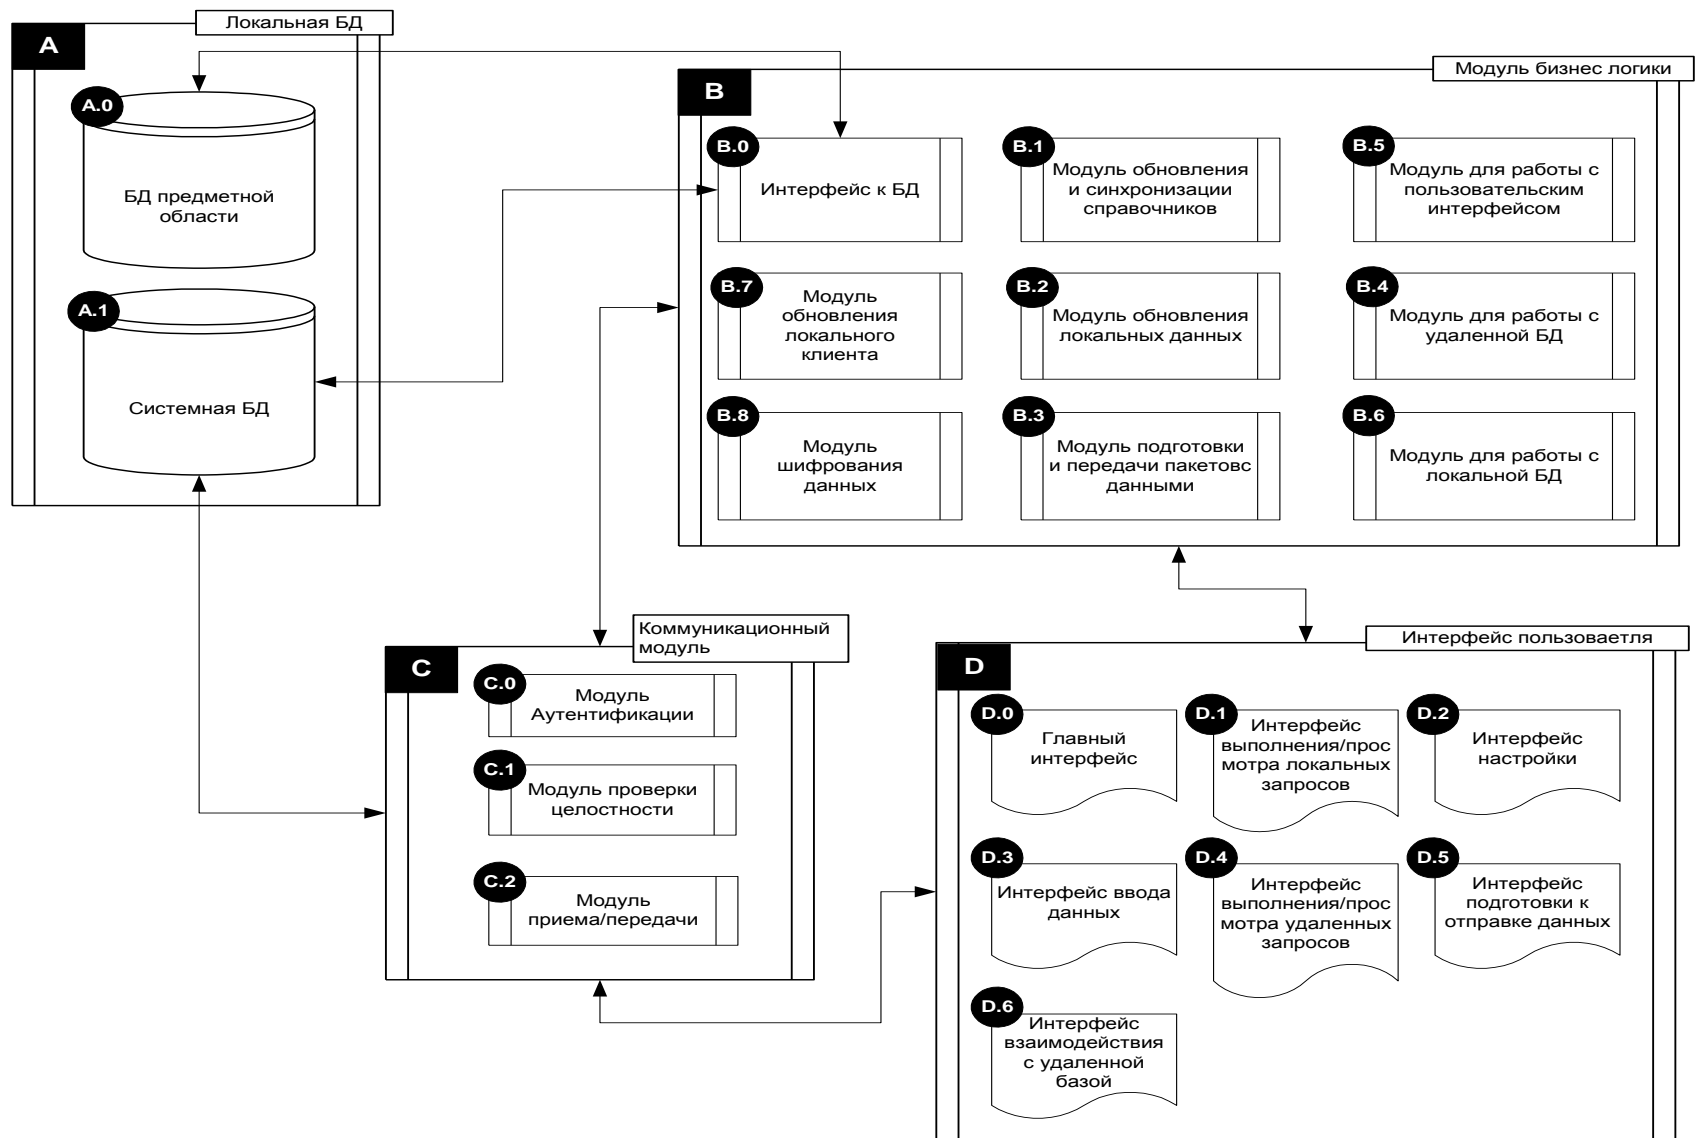 Локальная БД
A
A.0
БД предметной
области
A.1
Системная БД
Модуль бизнес логики
B
B.0
Интерфейс к БД
B.1
Модуль обновления
и синхронизации
справочников
B.5
Модуль для работы с
пользовательским
интерфейсом
B.7
Модуль
обновления
локального
клиента
B.2
Модуль обновления
локальных данных
B.4
Модуль для работы с
удаленной БД
B.8
Модуль
шифрования
данных
B.3
Модуль подготовки
и передачи пакетовс
данными
B.6
Модуль для работы с
локальной БД
Коммуникационный
модуль
C
C.0
Модуль
Аутентификации
C.1
Модуль проверки
целостности
C.2
Модуль
приема/передачи
Интерфейс пользоваетля
D
D.0
Главный
интерфейс
D.1
Интерфейс
выполнения/прос
мотра локальных
запросов
D.2
Интерфейс
настройки
D.3
Интерфейс ввода
данных
D.4
Интерфейс
выполнения/прос
мотра удаленных
запросов
D.5
Интерфейс
подготовки к
отправке данных
D.6
Интерфейс
взаимодействия
с удаленной
базой